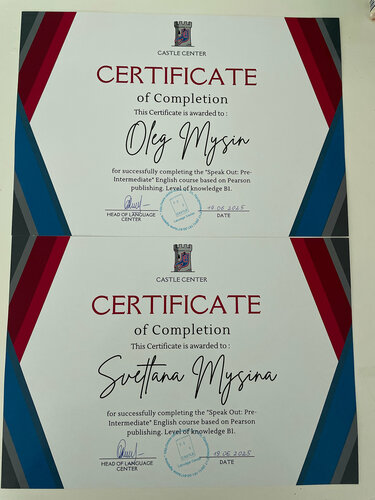 CASTLE CENTER
CERTIFICATE
of Completion
This Certificate is awarded to :
Oleg Mysin
for successfully completing the "Speak Out: Pre-
Intermediate" English course based on Pearson
publishing. Level of knowledge B1.
19.06.2025
HEAD OF LANGUAGE
CENTER
DATE
CASTLE CENTER
CERTIFICATE
of Completion
This Certificate is awarded to :
Svetlana Mysina
for successfully completing the "Speak Out: Pre-
Intermediate" English course based on Pearson
publishing. Level of knowledge B1.
19.06.2025
HEAD OF LANGUAGE
CENTER
DATE